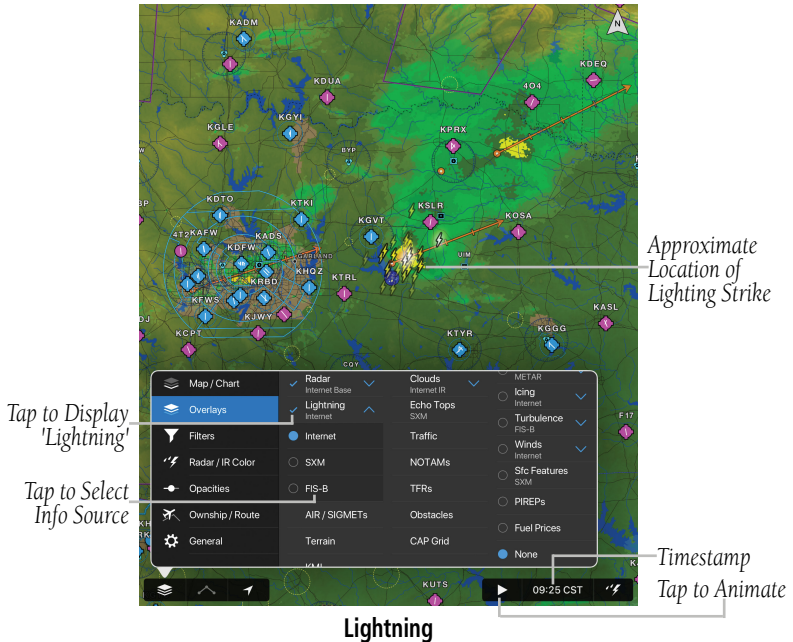 KADM
N
KDEQ
KDUA
4O4
KGYI
KGLE
KPRX
BYP
KDTO
KTKI
KSLR
KOSA
KGVT
4T2 KAFW
KADS
KDFW
GARLAND
UIM
KHQZ
KTRL
KRBD
KFWS
KASL
KJWY
KTYR
KGGG
KCPT
CQY
F17
KUTS
Approximate
Location of
Lighting Strike
Tap to Display
'Lightning'
Tap to Select
Info Source
Map / Chart
Overlays
Filters
Radar / IR Color
Opacities
Ownship / Route
General
Radar
Internet Base
Lightning
Internet
Internet
SXM
FIS-B
AIR / SIGMETs
Terrain
KML
Clouds
Internet IR
Echo Tops
SXM
Traffic
NOTAMs
TFRs
Obstacles
CAP Grid
METAR
Icing
Internet
Turbulence
FIS-B
Winds
Internet
Sfc Features
SXM
PIREPs
Fuel Prices
None
09:25 CST
Timestamp
Tap to Animate
Lightning